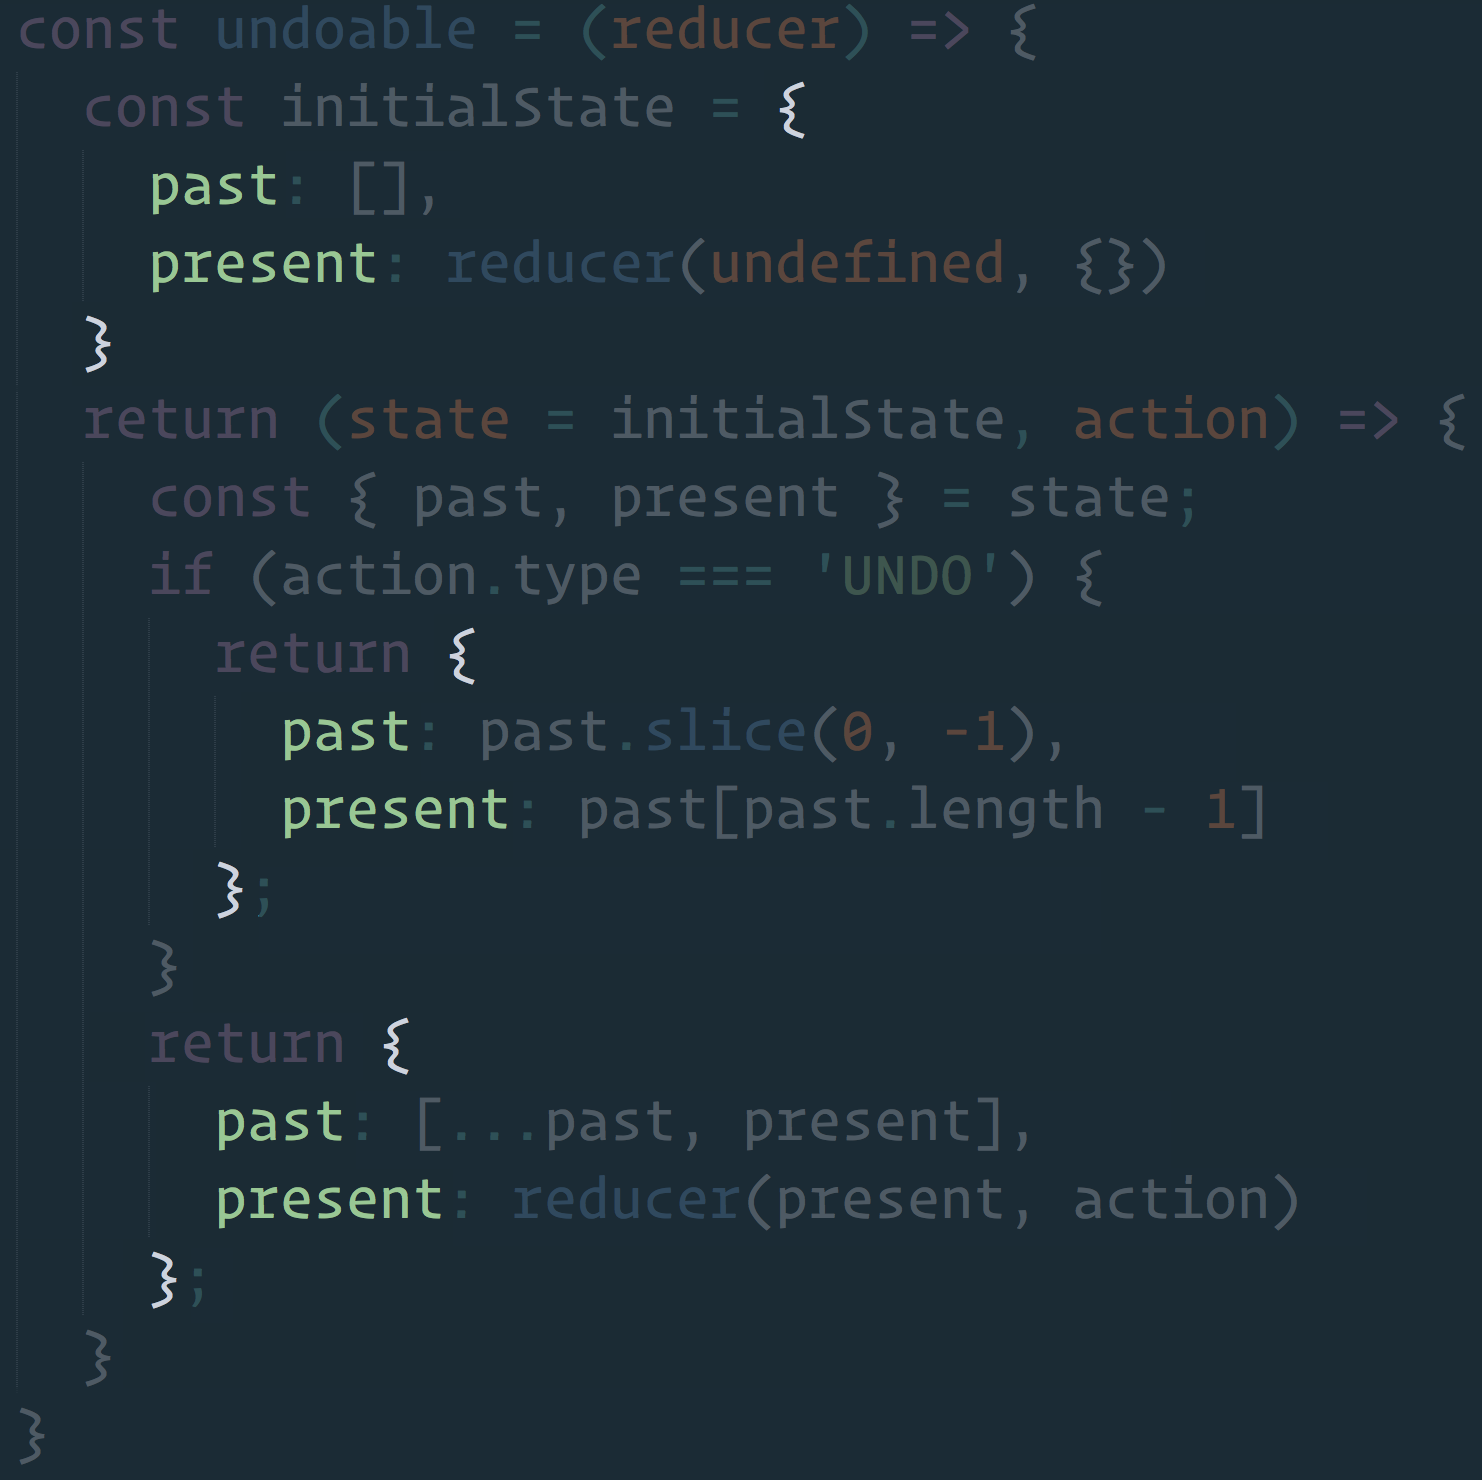 const undoable = (reducer) => {
  const initialState = {
    past: [],
    present: reducer(undefined, {})
  }
  return (state = initialState, action) => {
    const { past, present } = state;
    if (action.type === 'UNDO') {
      return {
        past: past.slice(0, -1),
        present: past[past.length - 1]
      };
    }
    return {
      past: [...past, present],
      present: reducer(present, action)
    };
  }
}